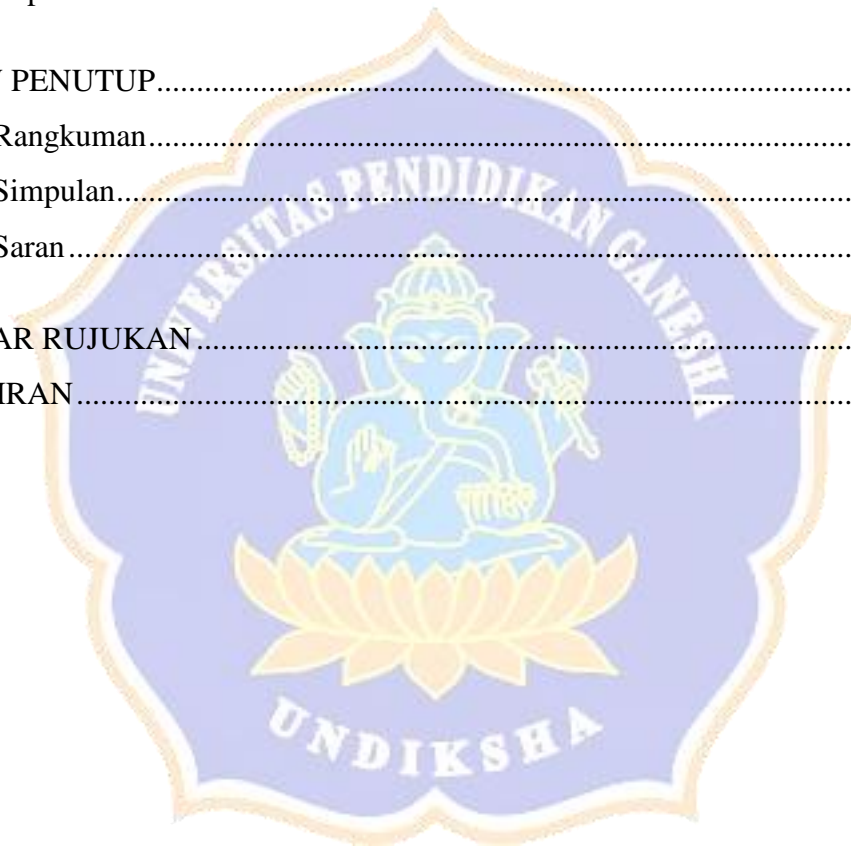 PENUTUP........................................................................................
Rangkuman.........................................................................................
Simpulan.............................................................................................
Saran...................................................................................................
AR RUJUKAN...................................................................................
IRAN..................................................................................................
UNIVERSITAS PENDIDIKAN GANESHA
UNDIKSHA